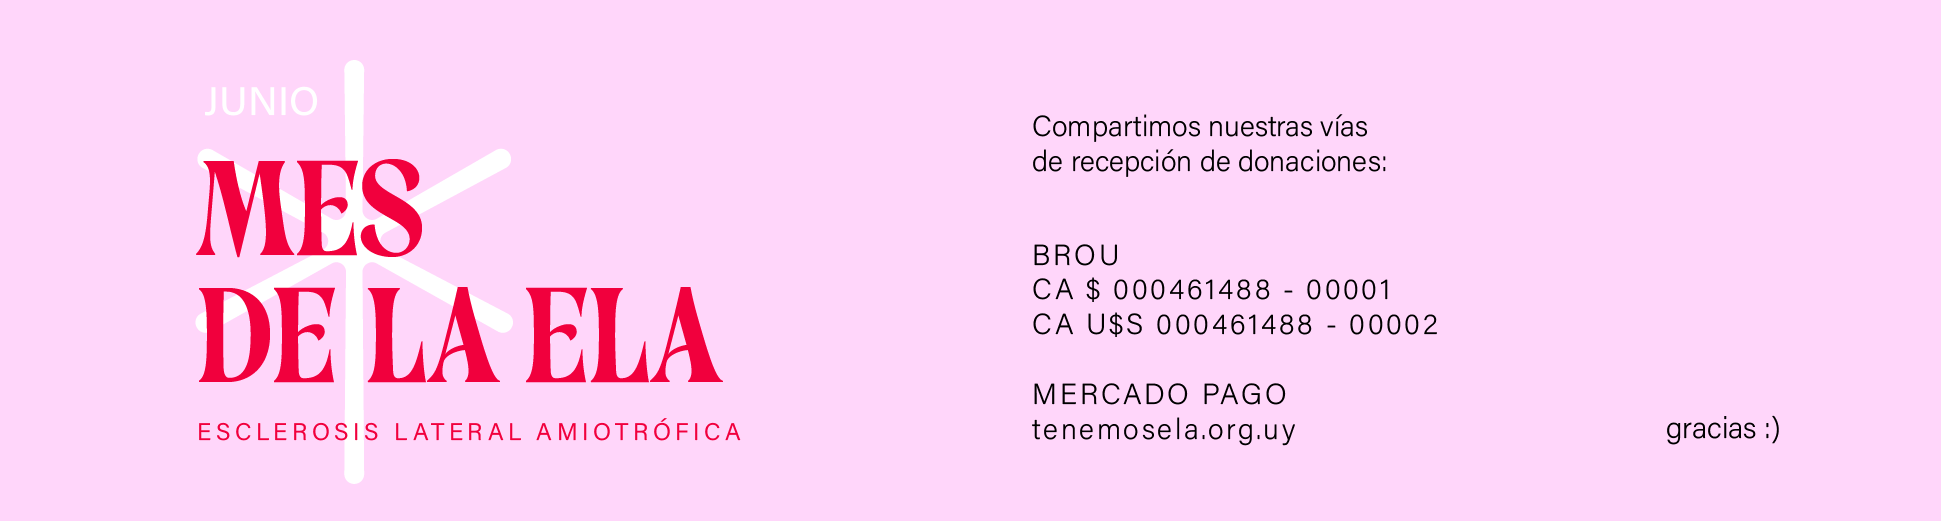 JUNIO
MES
DE LA ELA
ESCLEROSIS LATERAL AMIOTRÓFICA
Compartimos nuestras vías
de recepción de donaciones:
BROU
CA $ 000461488 - 00001
CA U$S 000461488 - 00002
MERCADO PAGO
tenemosela.org.uy
gracias :)